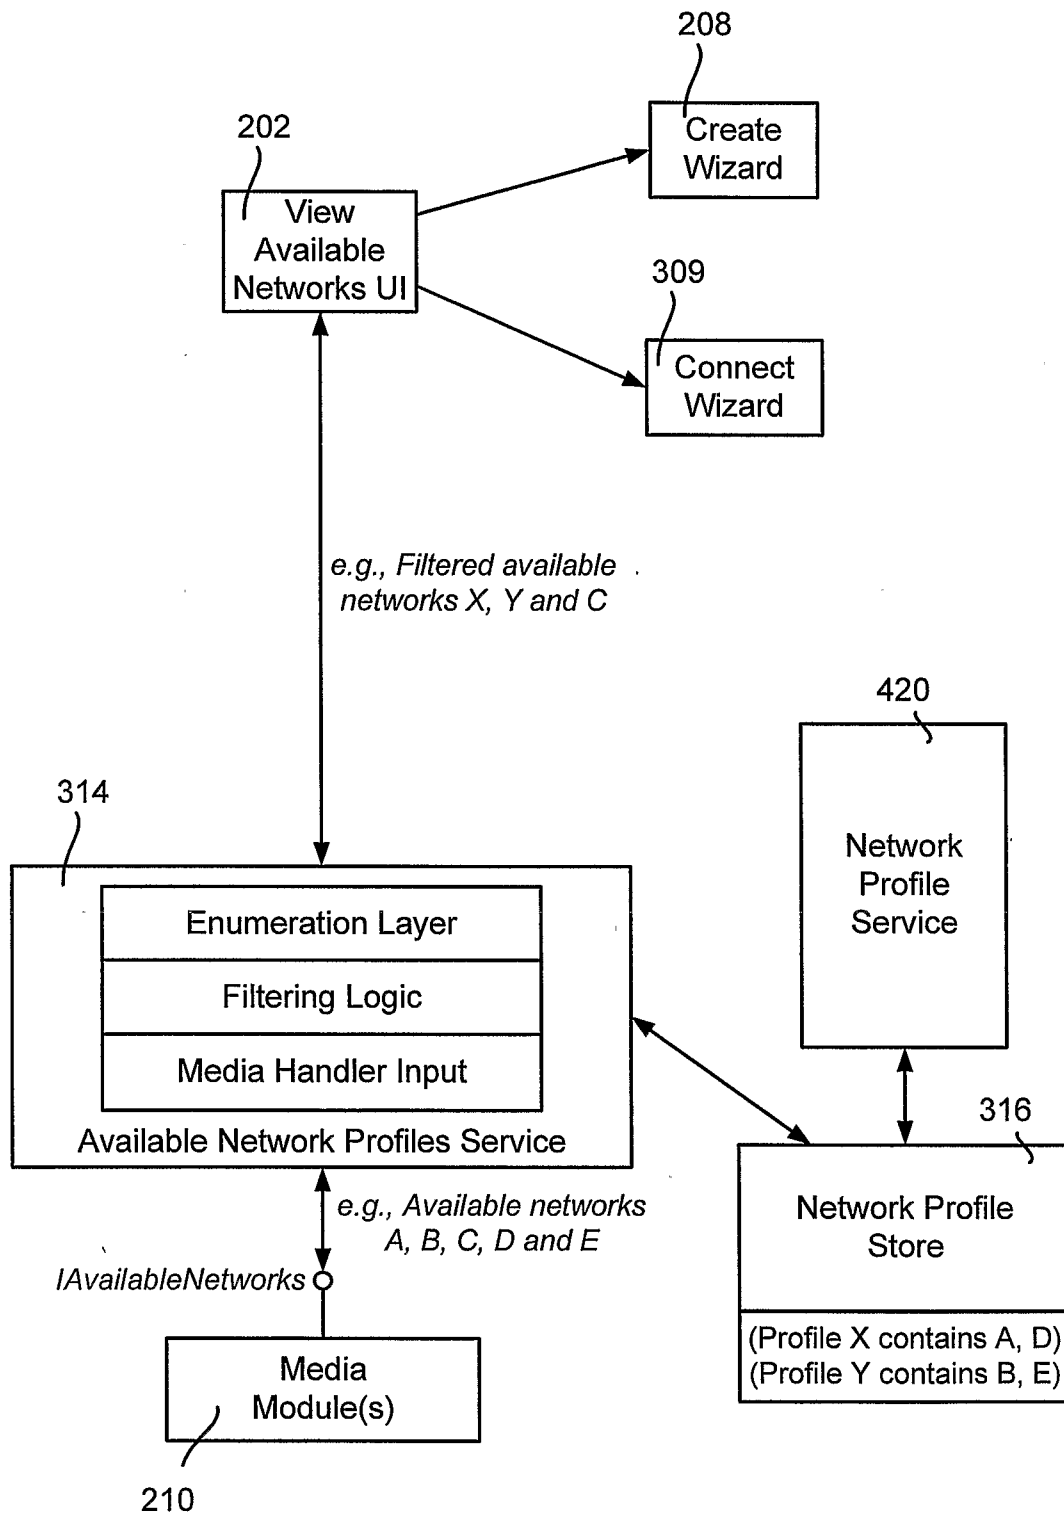 208
Create
Wizard
202
View
Available
Networks UI
309
Connect
Wizard
e.g., Filtered available
networks X, Y and C
420
Network
Profile
Service
314
Enumeration Layer
Filtering Logic
Media Handler Input
Available Network Profiles Service
316
Network Profile
Store
(Profile X contains A, D)
(Profile Y contains B, E)
e.g., Available networks
A, B, C, D and E
IAvailableNetworks
Media
Module(s)
210